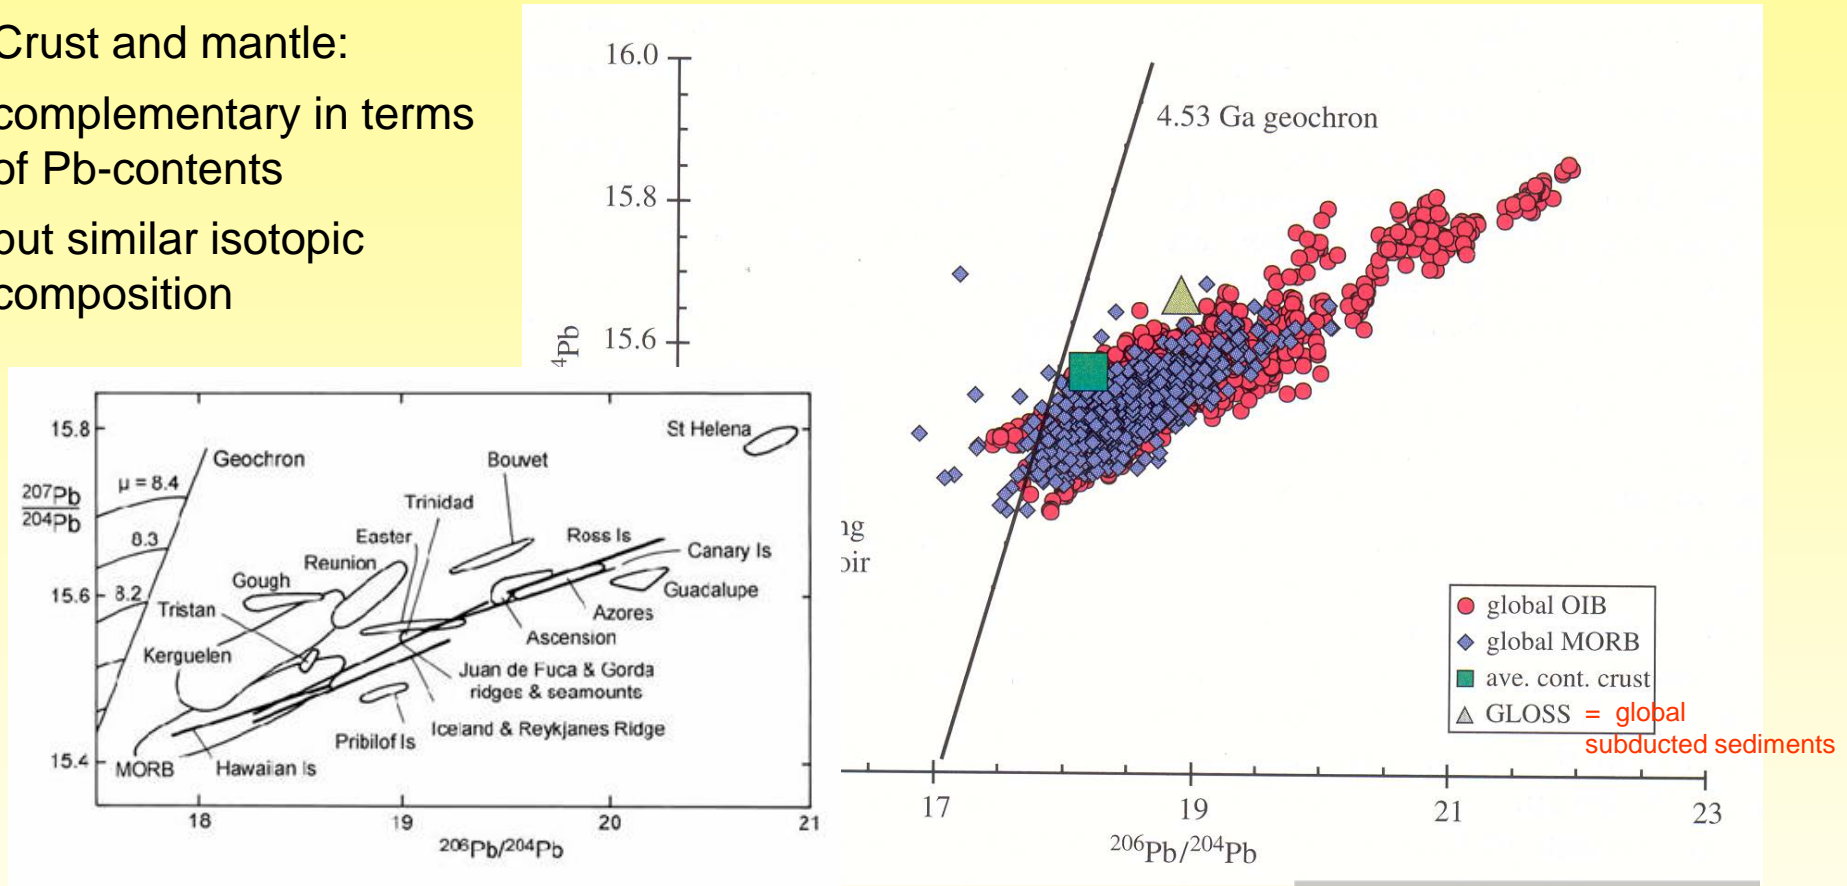 Crust and mantle:
complementary in terms
of Pb-contents
but similar isotopic
composition
16.0
15.8
15.6
⁴Pb
4.53 Ga geochron
global OIB
global MORB
ave. cont. crust
GLOSS = global
subducted sediments
17
19
21
23
²⁰⁶Pb/²⁰⁴Pb
ng
oir
15.8
15.6
15.4
²⁰⁷Pb
²⁰⁴Pb
μ = 8.4
8.3
8.2
Geochron
St Helena
Bouvet
Trinidad
Easter
Ross Is
Canary Is
Reunion
Gough
Guadalupe
Tristan
Azores
Ascension
Kerguelen
Juan de Fuca & Gorda
ridges & seamounts
Iceland & Reykjanes Ridge
Pribilof Is
MORB
Hawaiian Is
18
19
20
21
²⁰⁶Pb/²⁰⁴Pb